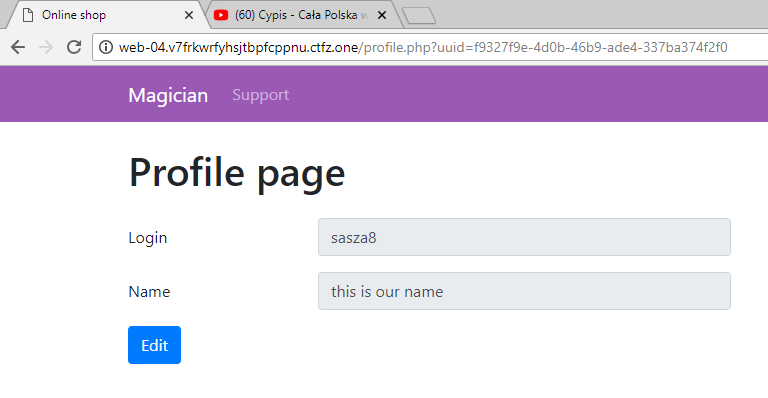 Online shop
(60) Cypis - Cała Polska w
web-04.v7frkwrfyhsjtbpfcppnu.ctfz.one/profile.php?uuid=f9327f9e-4d0b-46b9-ade4-337ba374f2f0
Magician Support
Profile page
Login sasza8
Name this is our name
Edit